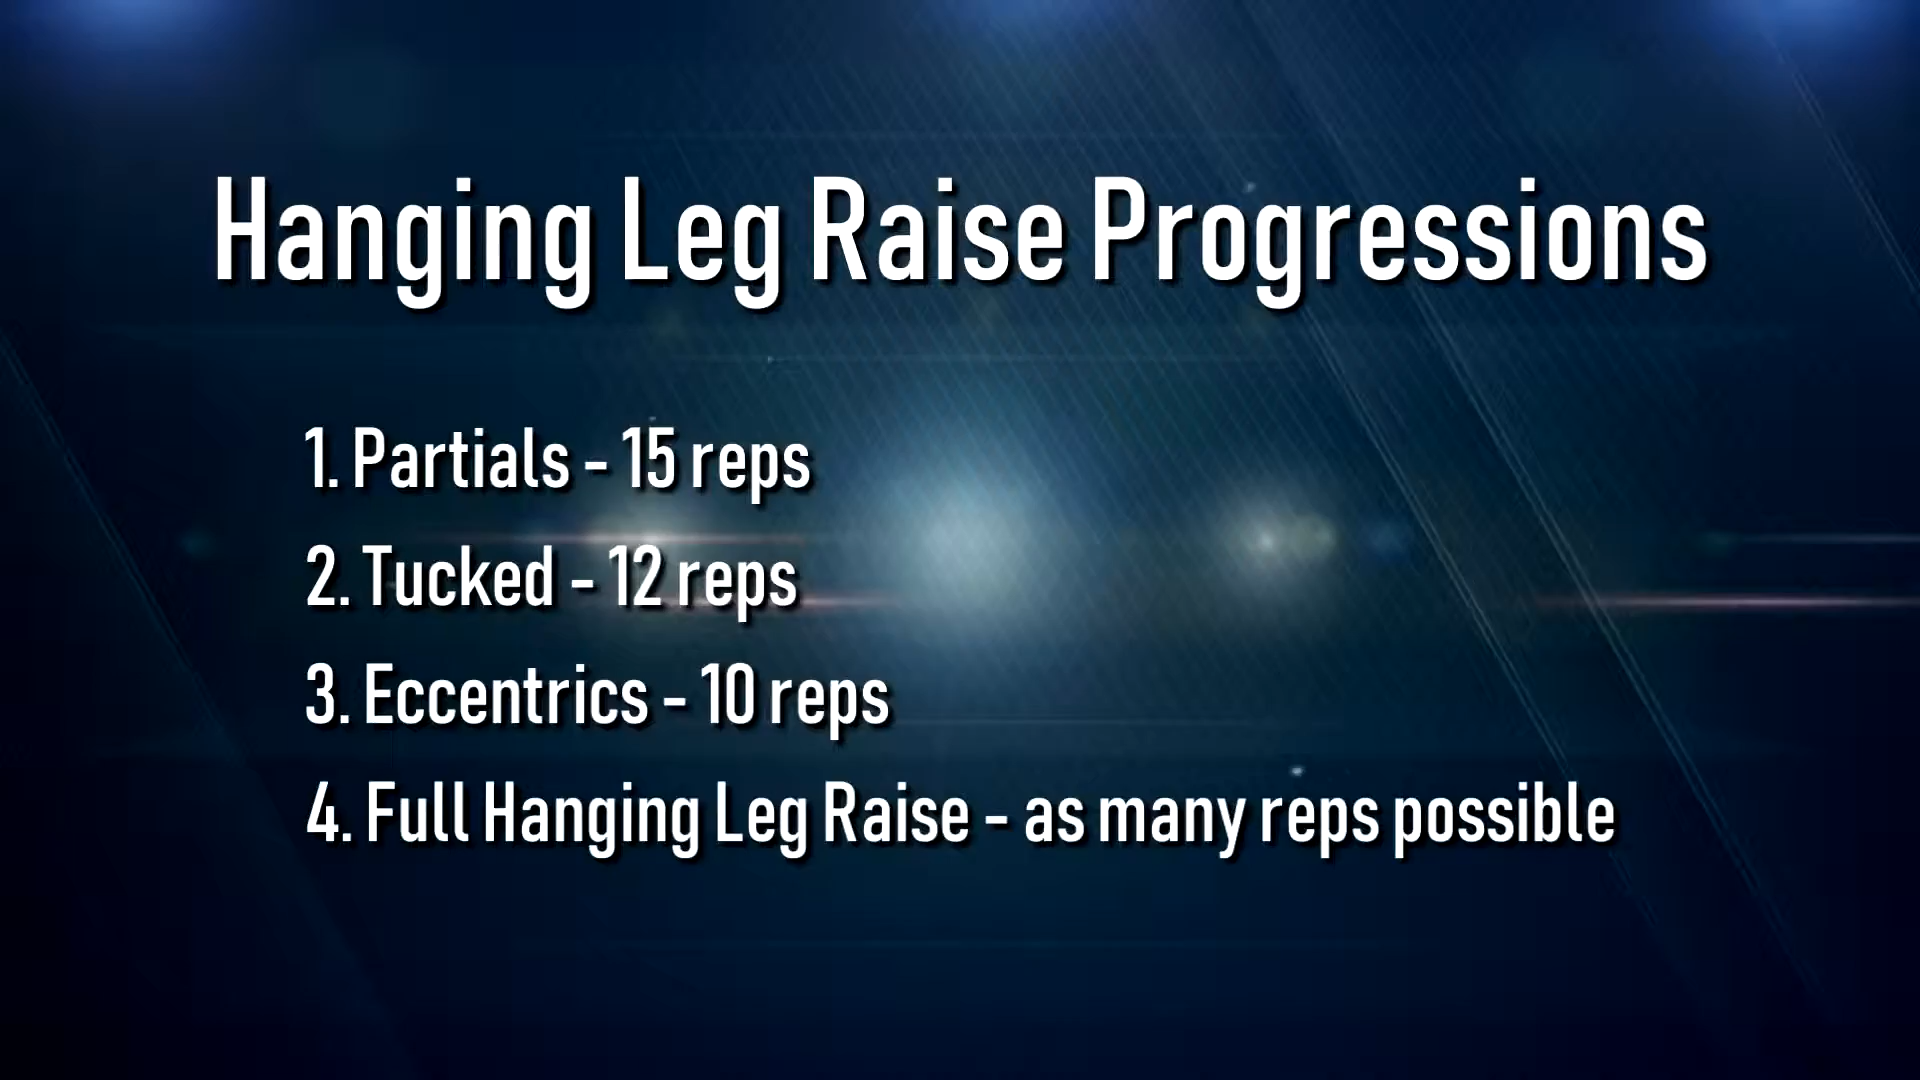 Hanging Leg Raise Progressions
1. Partials - 15 reps
2. Tucked - 12 reps
3. Eccentrics - 10 reps
4. Full Hanging Leg Raise - as many reps possible